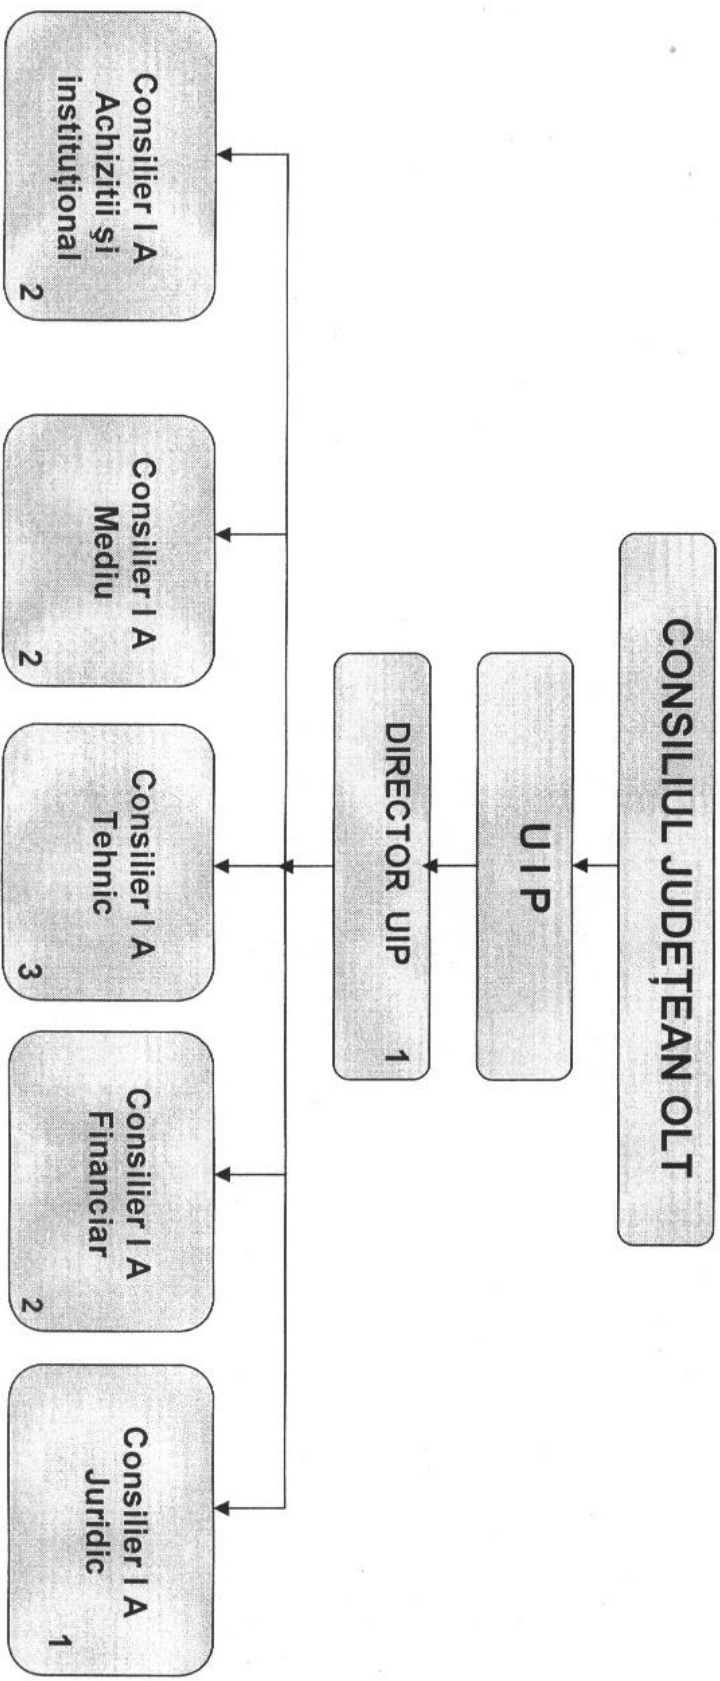 CONSILIUL JUDEȚEAN OLT
U I P
DIRECTOR UIP
1
Consilier I A
Achizitii și
instituțional
2
Consilier I A
Mediu
2
Consilier I A
Tehnic
3
Consilier I A
Financiar
2
Consilier I A
Juridic
1